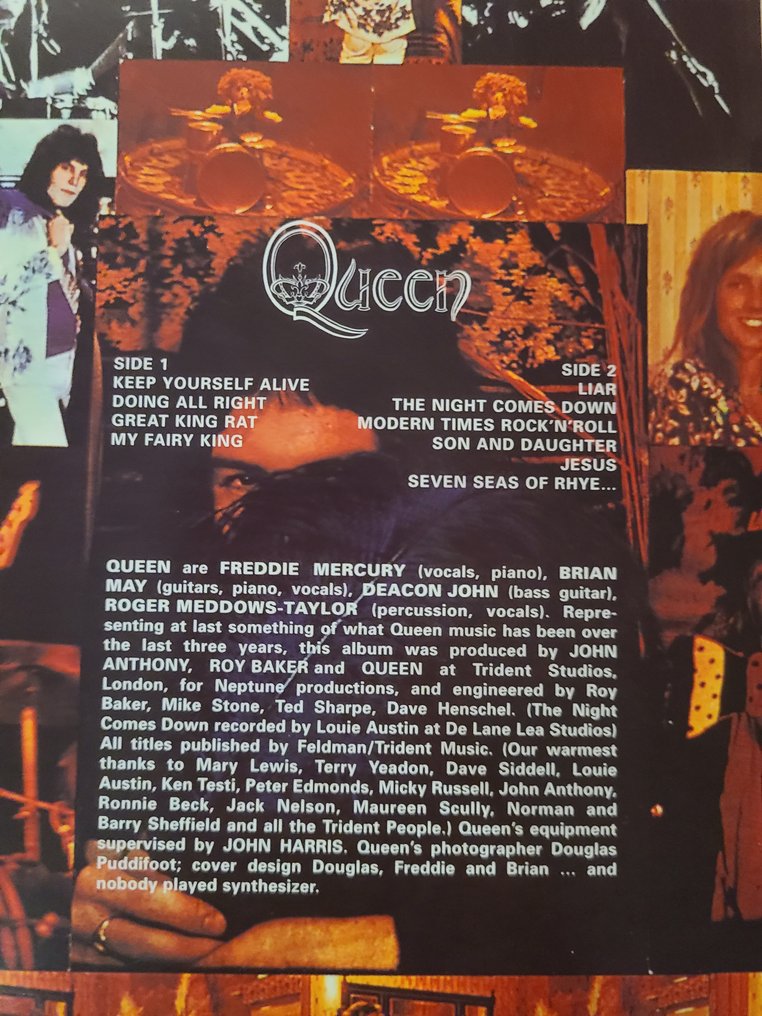 Queen
SIDE 1
KEEP YOURSELF ALIVE
DOING ALL RIGHT
GREAT KING RAT
MY FAIRY KING
SIDE 2
LIAR
THE NIGHT COMES DOWN
MODERN TIMES ROCK'N'ROLL
SON AND DAUGHTER
JESUS
SEVEN SEAS OF RHYE...
QUEEN are FREDDIE MERCURY (vocals, piano), BRIAN
MAY (guitars, piano, vocals), DEACON JOHN (bass guitar),
ROGER MEDDOWS-TAYLOR (percussion, vocals). Repre-
senting at last something of what Queen music has been over
the last three years, this album was produced by JOHN
ANTHONY, ROY BAKER and QUEEN at Trident Studios.
London, for Neptune productions, and engineered by Roy
Baker, Mike Stone, Ted Sharpe, Dave Henschel. (The Night
Comes Down recorded by Louie Austin at De Lane Lea Studios)
All titles published by Feldman/Trident Music. (Our warmest
thanks to Mary Lewis, Terry Yeadon, Dave Siddell, Louie
Austin, Ken Testi, Peter Edmonds, Micky Russell, John Anthony,
Ronnie Beck, Jack Nelson, Maureen Scully, Norman and
Barry Sheffield and all the Trident People.) Queen's equipment
supervised by JOHN HARRIS. Queen's photographer Douglas
Puddifoot; cover design Douglas, Freddie and Brian ... and
nobody played synthesizer.